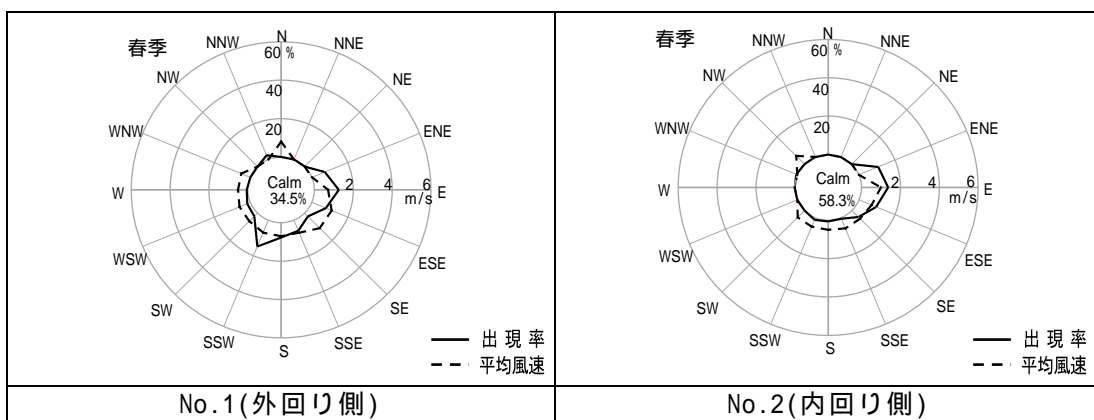 春季
N
NNE
NE
ENE
E
ESE
SE
SSE
S
SSW
SW
WSW
W
WNW
NW
NNW
60 %
40
20
2
4
6
m/s
Calm
34.5%
出 現 率
平均風速
No.1(外回り側)
春季
N
NNE
NE
ENE
E
ESE
SE
SSE
S
SSW
SW
WSW
W
WNW
NW
NNW
60 %
40
20
2
4
6
m/s
Calm
58.3%
出 現 率
平均風速
No.2(内回り側)